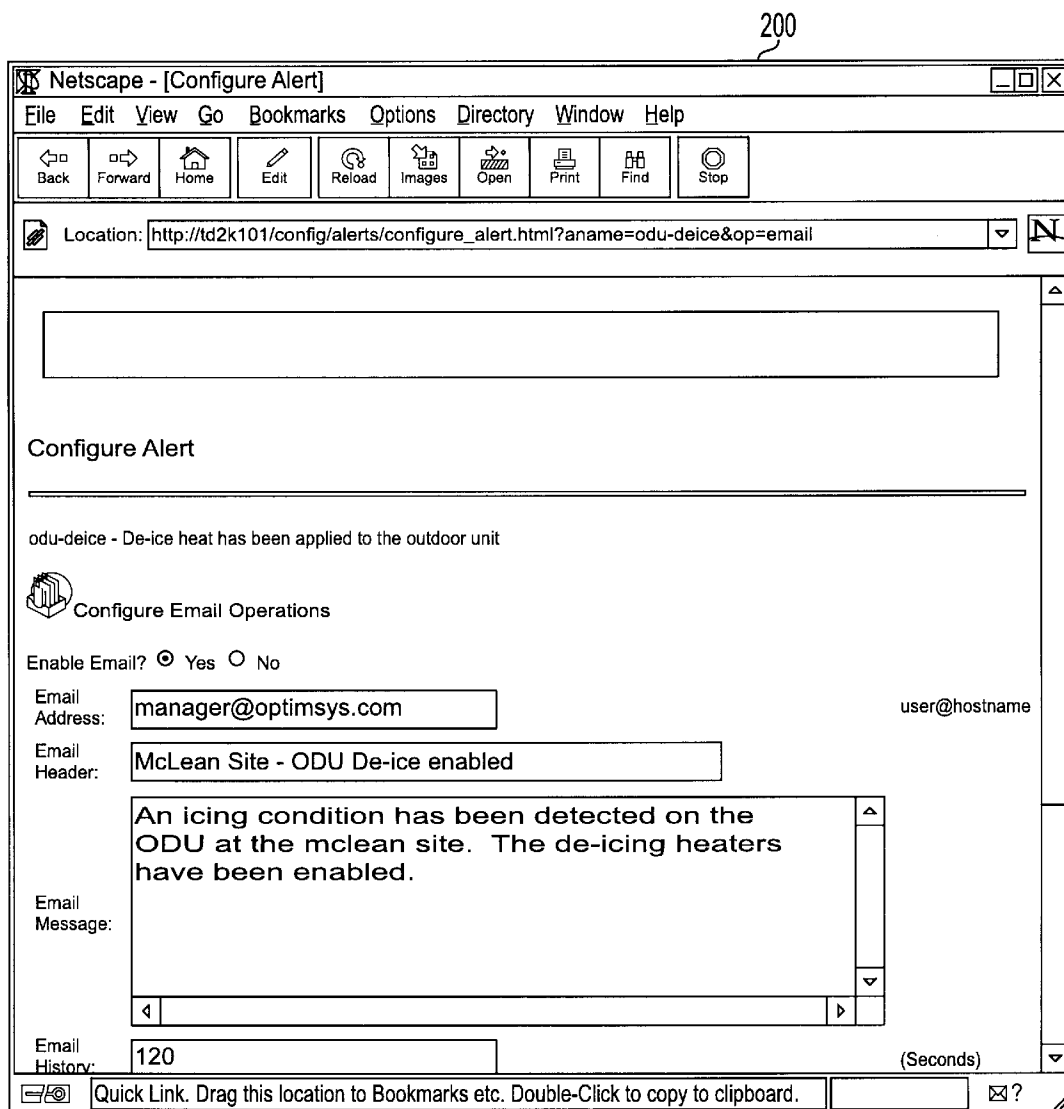 200
Netscape - [Configure Alert]
File Edit View Go Bookmarks Options Directory Window Help
Back Forward Home Edit Reload Images Open Print Find Stop
Location: http://td2k101/config/alerts/configure_alert.html?aname=odu-deice&op=email
N
Configure Alert
odu-deice - De-ice heat has been applied to the outdoor unit
Configure Email Operations
Enable Email? Yes No
Email
Address: manager@optimsys.com user@hostname
Email
Header: McLean Site - ODU De-ice enabled
An icing condition has been detected on the
ODU at the mclean site. The de-icing heaters
have been enabled.
Email
Message:
Email
History: 120 (Seconds)
Quick Link. Drag this location to Bookmarks etc. Double-Click to copy to clipboard. ?